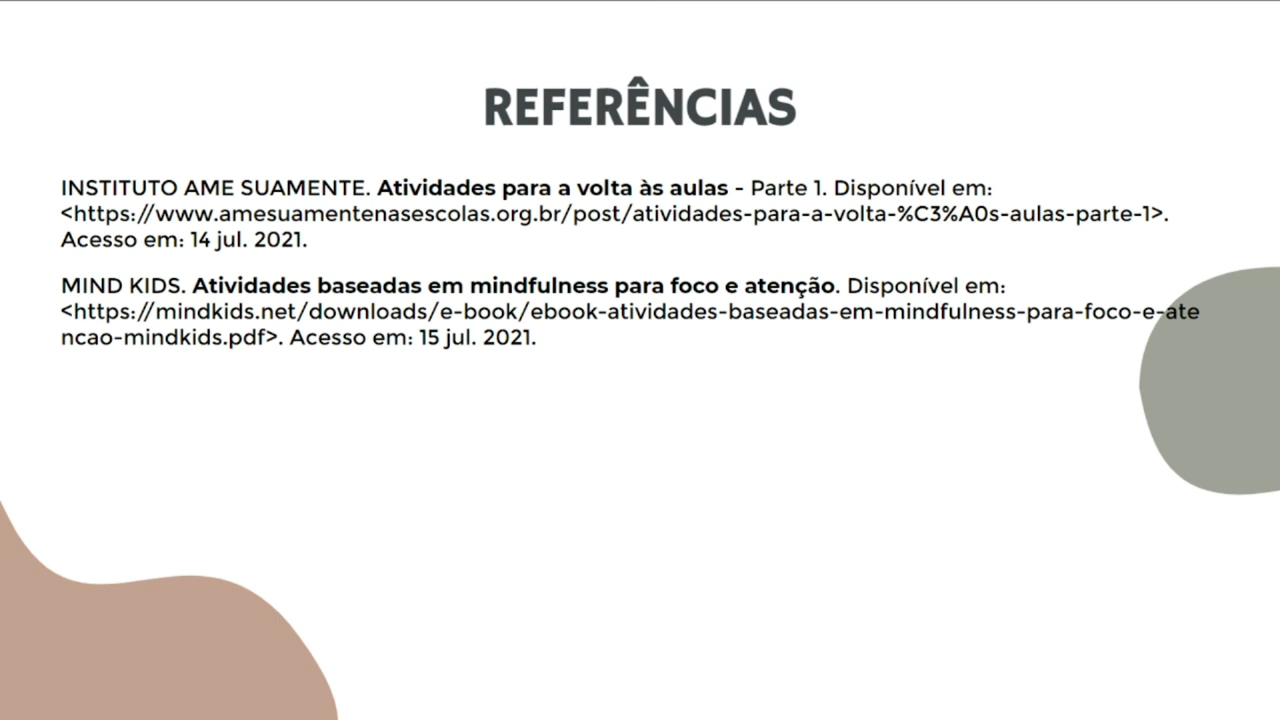 REFERÊNCIAS
INSTITUTO AME SUAMENTE. Atividades para a volta às aulas - Parte 1. Disponível em:
<https://www.amesuamentenasescolas.org.br/post/atividades-para-a-volta-%C3%A0s-aulas-parte-1>.
Acesso em: 14 jul. 2021.
MIND KIDS. Atividades baseadas em mindfulness para foco e atenção. Disponível em:
<https://mindkids.net/downloads/e-book/ebook-atividades-baseadas-em-mindfulness-para-foco-e-ate
ncao-mindkids.pdf>. Acesso em: 15 jul. 2021.